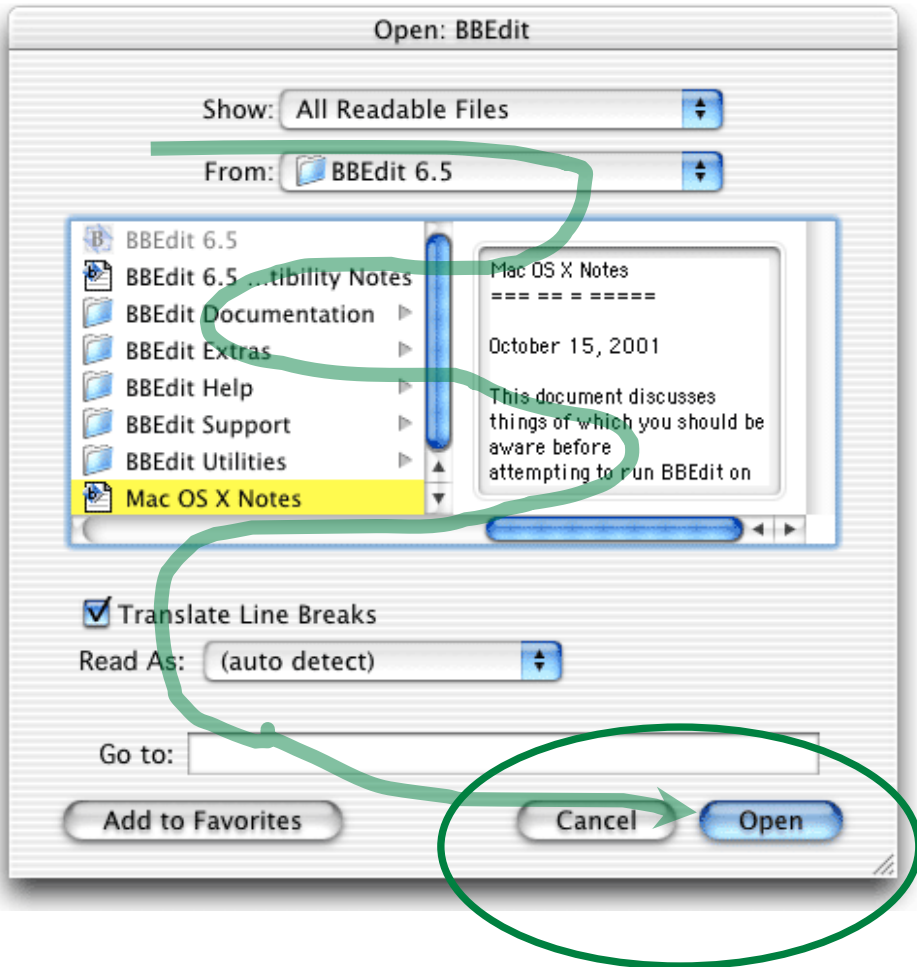 Open: BBEdit
Show: All Readable Files
From: BBEdit 6.5
BBEdit 6.5
BBEdit 6.5 ...tibility Notes
BBEdit Documentation
BBEdit Extras
BBEdit Help
BBEdit Support
BBEdit Utilities
Mac OS X Notes
Mac OS X Notes
=== == = =====
October 15, 2001
This document discusses
things of which you should be
aware before
attempting to run BBEdit on
Translate Line Breaks
Read As: (auto detect)
Go to:
Add to Favorites Cancel Open